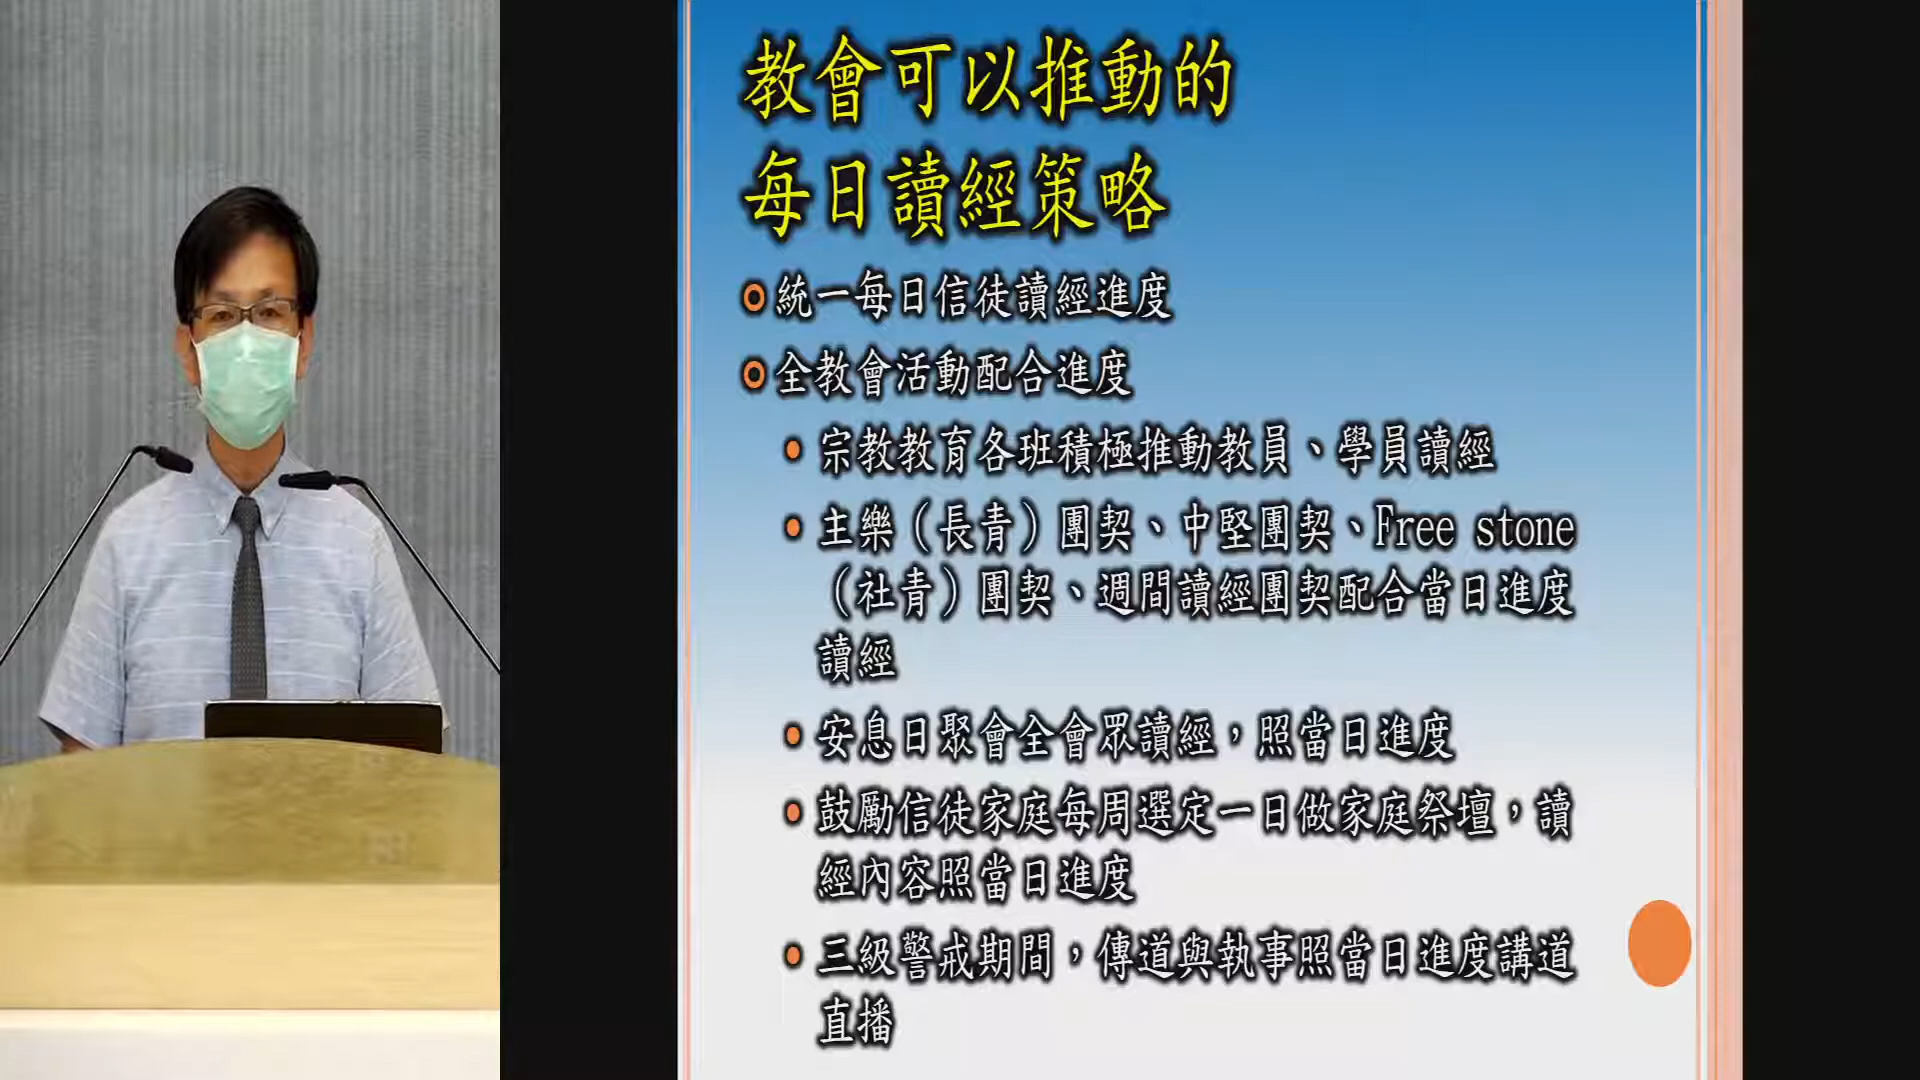 教會可以推動的
每日讀經策略
統一每日信徒讀經進度
全教會活動配合進度
宗教教育各班積極推動教員、學員讀經
主樂（長青）團契、中堅團契、Free stone
（社青）團契、週間讀經團契配合當日進度
讀經
安息日聚會全會眾讀經，照當日進度
鼓勵信徒家庭每周選定一日做家庭祭壇，讀
經內容照當日進度
三級警戒期間，傳道與執事照當日進度講道
直播